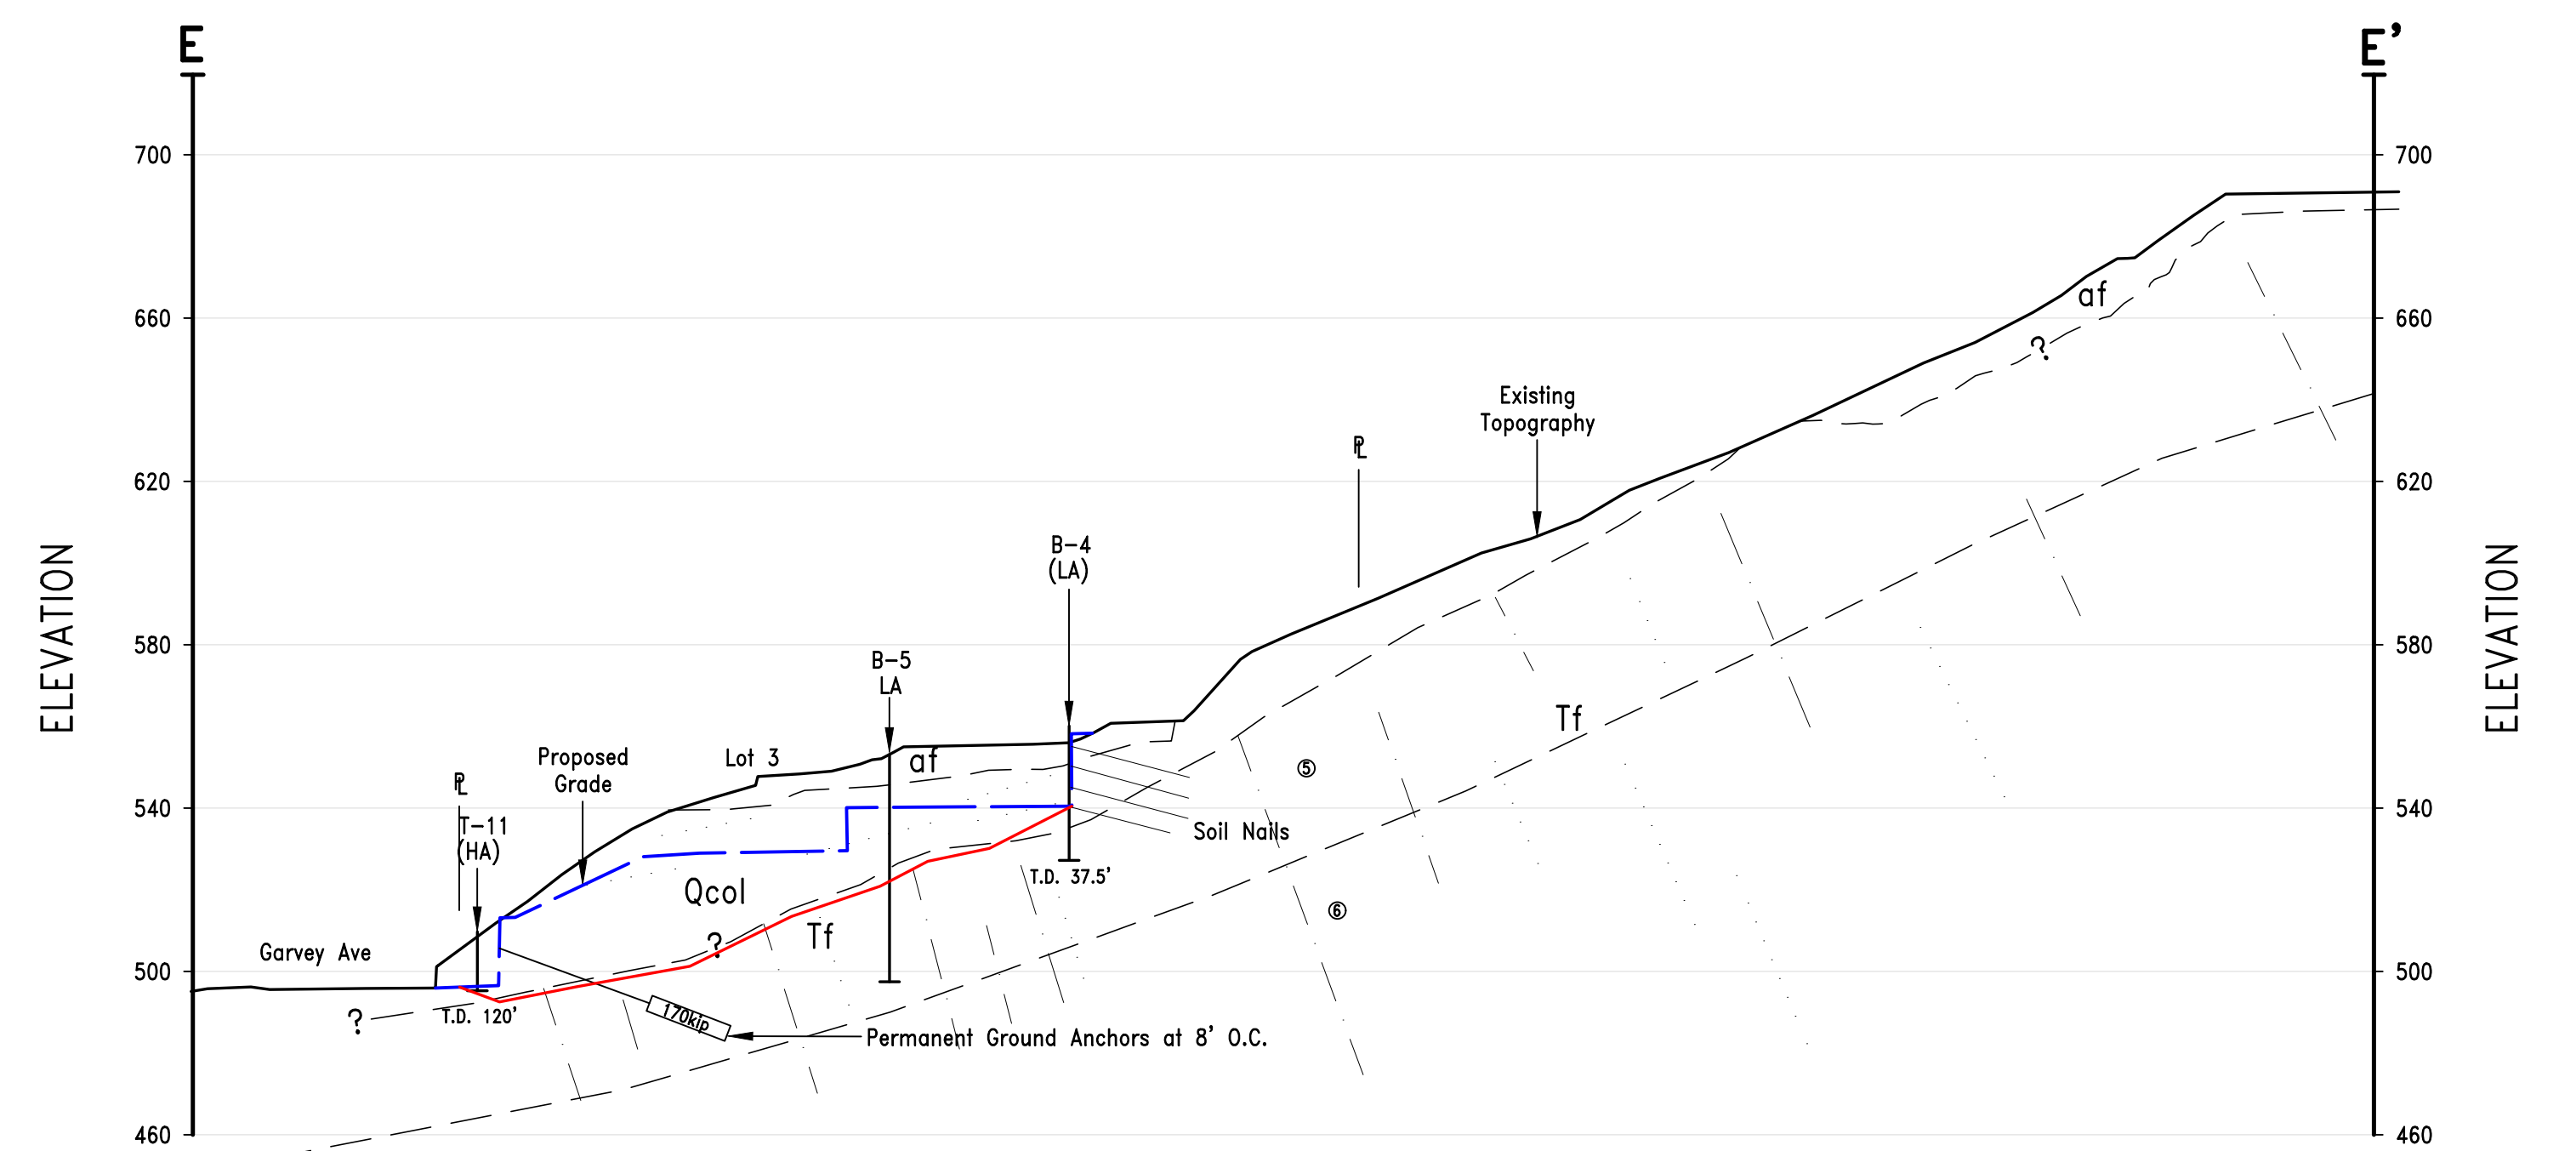 E
E’
700
700
af
660
660
?
Existing
Topography
℄
620
620
ELEVATION
ELEVATION
B-4
(LA)
580
580
B-5
LA
Tf
Proposed
Grade
Lot 3
af
⑤
PL
540
540
T-11
(HA)
Soil Nails
T.D. 37.5’
Qcol
⑥
?
Tf
Garvey Ave
500
500
?
T.D. 120’
170kip
Permanent Ground Anchors at 8’ O.C.
460
460